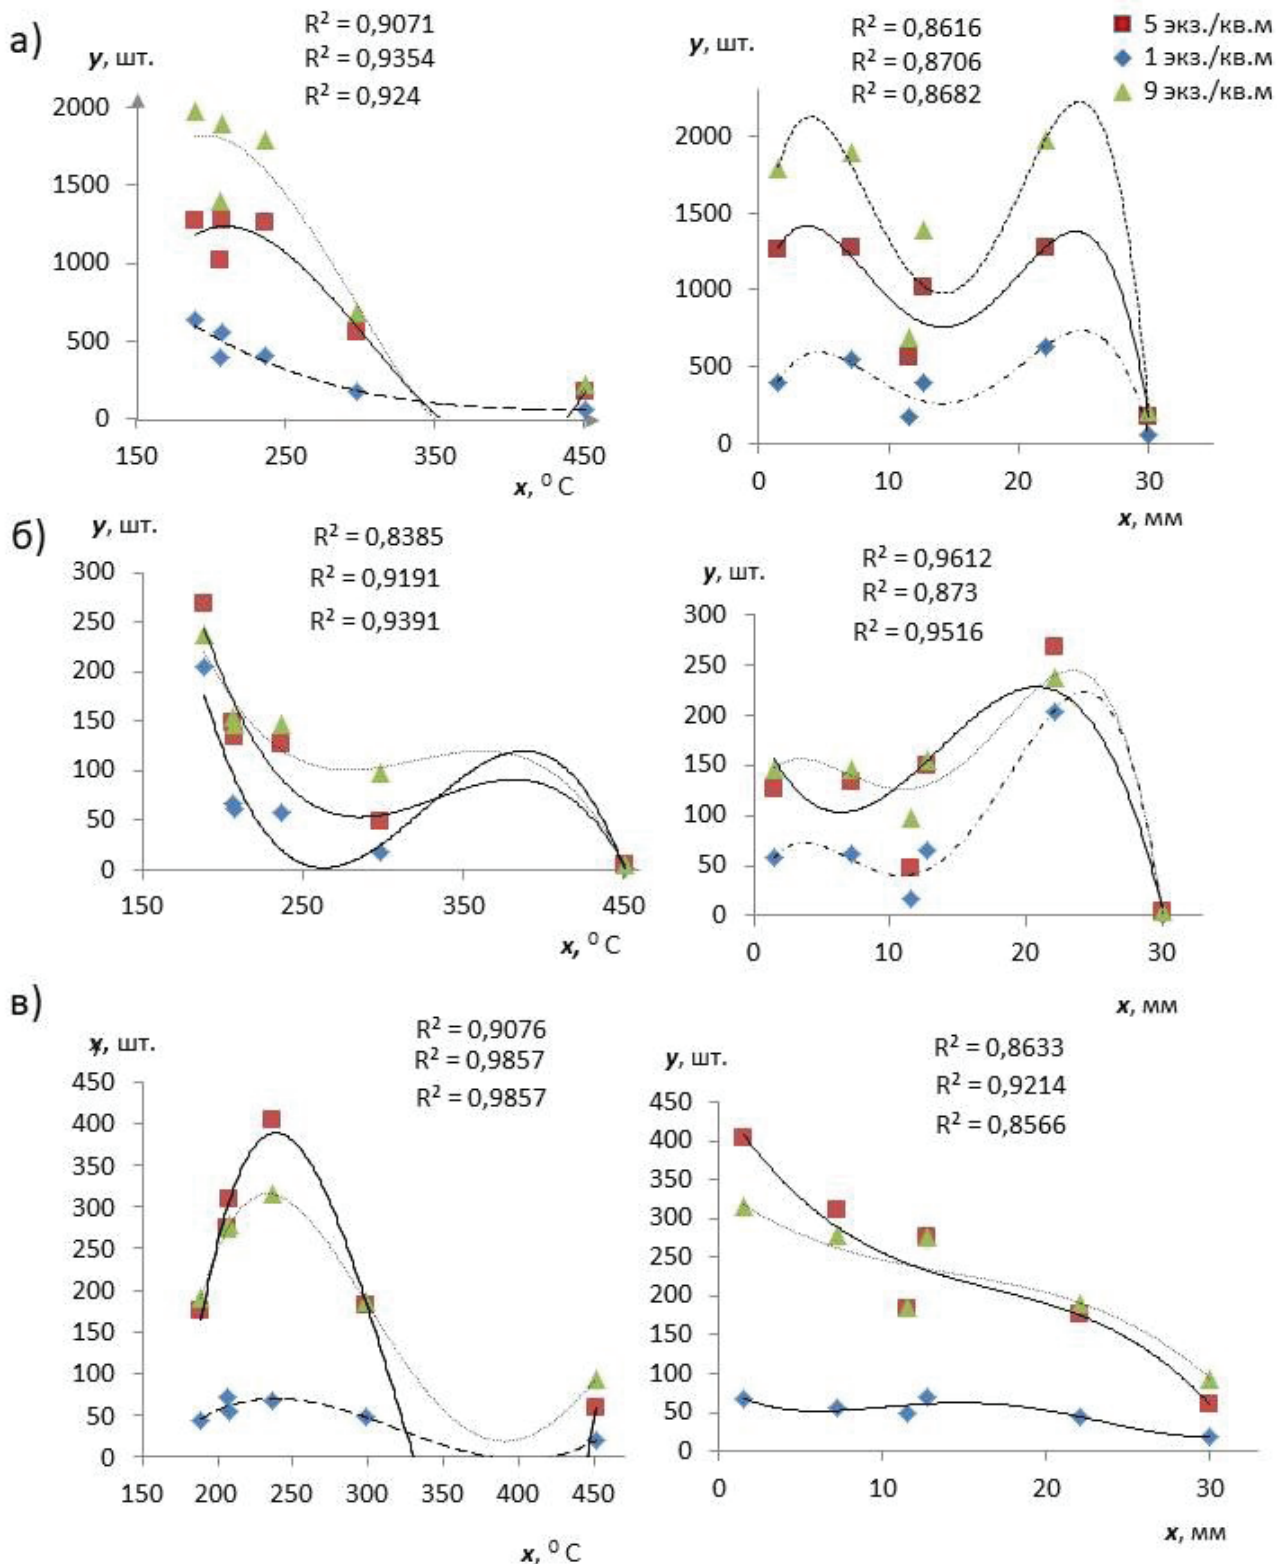 а)
y, шт.
R² = 0,9071
R² = 0,9354
R² = 0,924
2000
1500
1000
500
0
150 250 350 450
x, ⁰ C
y, шт.
R² = 0,8616
R² = 0,8706
R² = 0,8682
5 экз./кв.м
1 экз./кв.м
9 экз./кв.м
2000
1500
1000
500
0
0 10 20 30
x, мм
б)
y, шт.
R² = 0,8385
R² = 0,9191
R² = 0,9391
300
250
200
150
100
50
0
150 250 350 450
x, ⁰ C
y, шт.
R² = 0,9612
R² = 0,873
R² = 0,9516
300
250
200
150
100
50
0
0 10 20 30
x, мм
в)
y, шт.
R² = 0,9076
R² = 0,9857
R² = 0,9857
450
400
350
300
250
200
150
100
50
0
150 200 250 300 350 400 450
x, ⁰ C
y, шт.
R² = 0,8633
R² = 0,9214
R² = 0,8566
450
400
350
300
250
200
150
100
50
0
0 10 20 30
x, мм